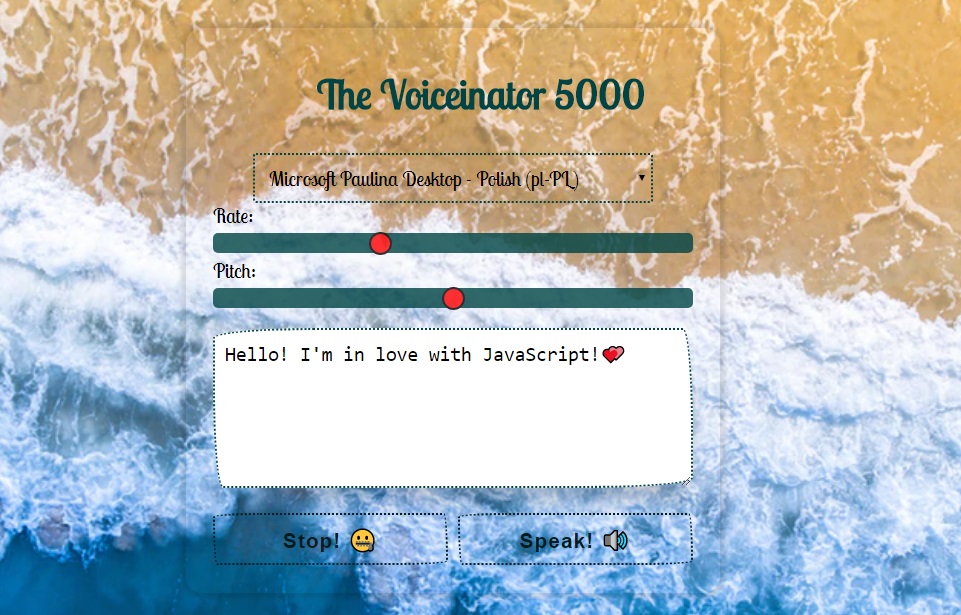 The Voiceinator 5000
Microsoft Paulina Desktop - Polish (pl-PL)
Rate:
Pitch:
Hello! I'm in love with JavaScript!💞
Stop! 🤐
Speak! 🔊